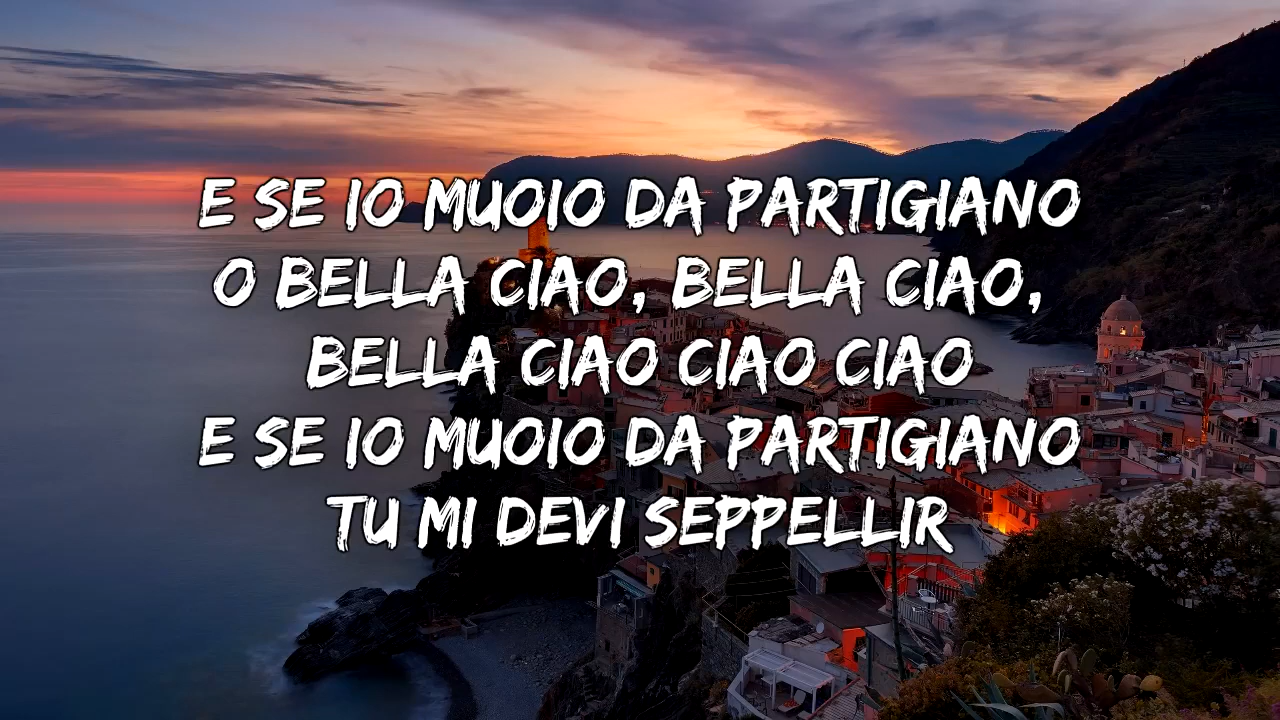 E SE IO MUOIO DA PARTIGIANO
O BELLA CIAO, BELLA CIAO,
BELLA CIAO CIAO CIAO
E SE IO MUOIO DA PARTIGIANO
TU MI DEVI SEPPELLIR